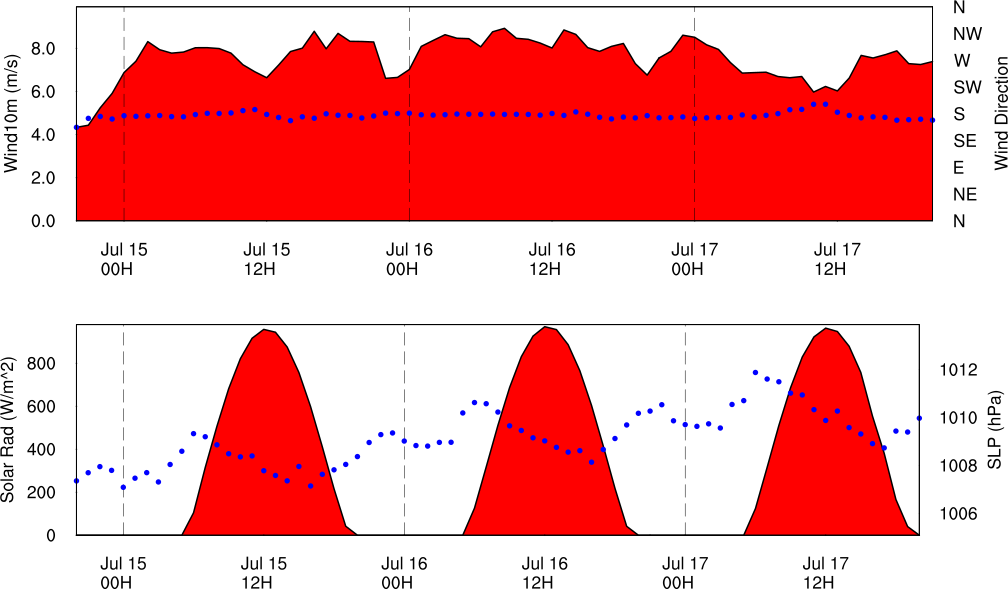 Wind10m (m/s)
8.0
6.0
4.0
2.0
0.0
N
NW
W
SW
S
SE
E
NE
N
Wind Direction
Jul 15 Jul 15 Jul 16 Jul 16 Jul 17 Jul 17
00H 12H 00H 12H 00H 12H
Solar Rad (W/m^2)
800
600
400
200
0
1012
1010
1008
1006
SLP (hPa)
Jul 15 Jul 15 Jul 16 Jul 16 Jul 17 Jul 17
00H 12H 00H 12H 00H 12H